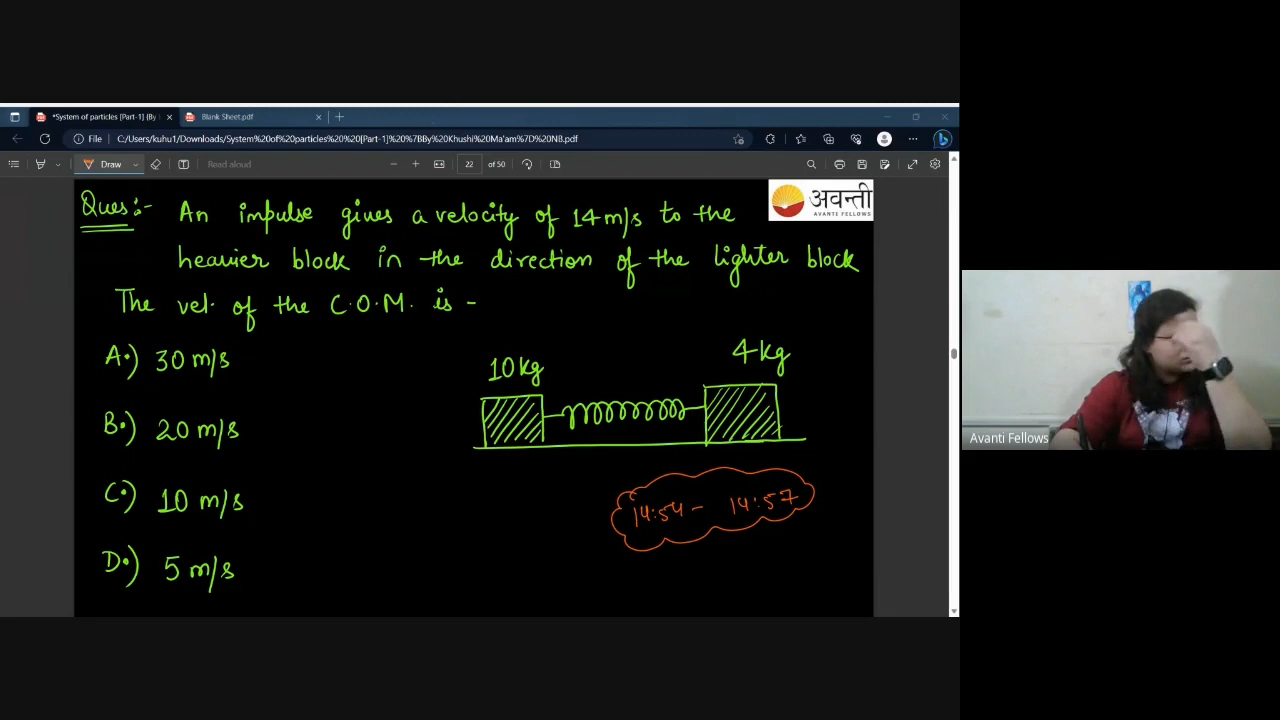 *System of particles [Part-1] {By
Blank Sheet.pdf
File
C:/Users/kuhu1/Downloads/System%20of%20particles%20%20[Part-1]%20%7BBy%20Khushi%20Ma'am%7D%20NB.pdf
Draw
Read aloud
22 of 50
Ques:- An impulse gives a velocity of 14 m/s to the
heavier block in the direction of the lighter block
The vel. of the C.O.M. is -
अवन्ती
AVANTI FELLOWS
A.) 30 m/s
B.) 20 m/s
C.) 10 m/s
D.) 5 m/s
10 kg
4 kg
14:54 - 14:57
Avanti Fellows